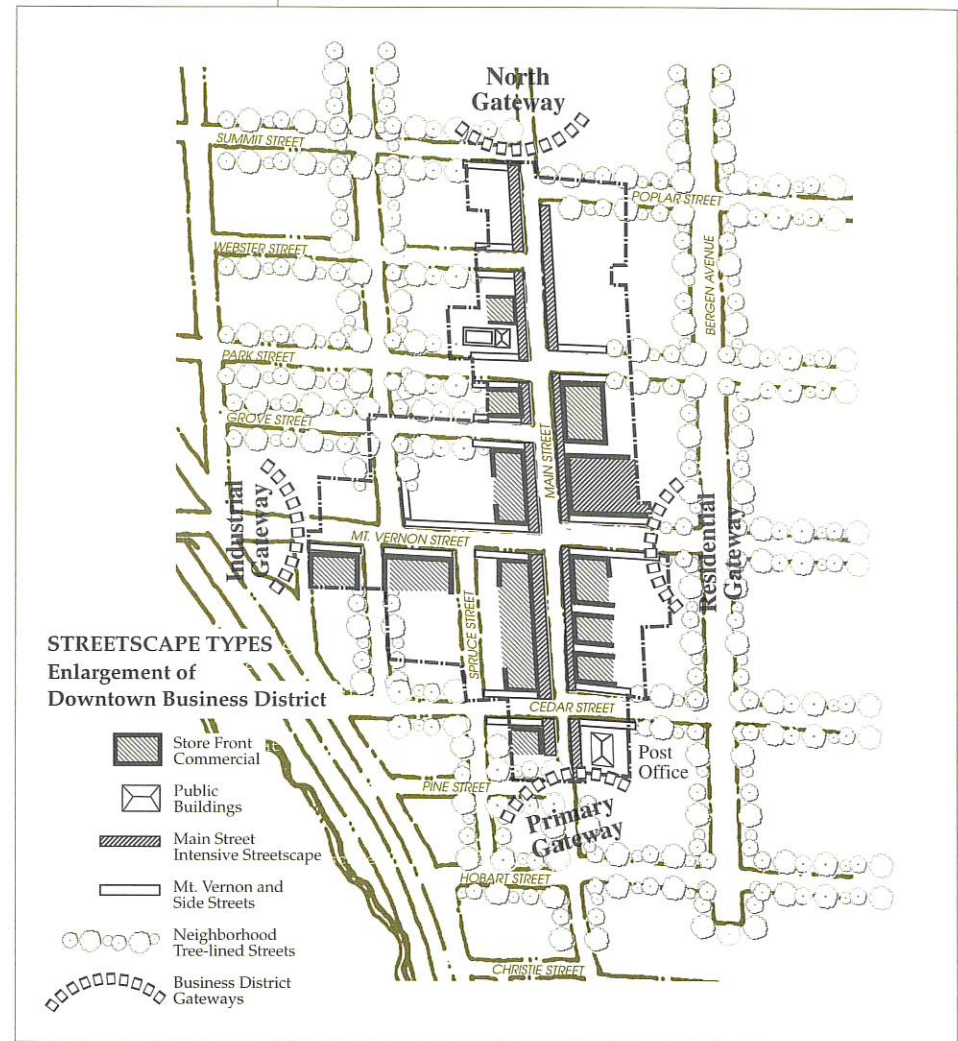 North
Gateway
SUMMIT STREET
POPLAR STREET
WEBSTER STREET
BERGEN AVENUE
PARK STREET
GROVE STREET
MAIN STREET
Industrial
Gateway
MT. VERNON STREET
Residential
Gateway
SPRUCE STREET
STREETSCAPE TYPES
Enlargement of
Downtown Business District
CEDAR STREET
Store Front
Commercial
Post
Office
Public
Buildings
PINE STREET
Primary
Gateway
Main Street
Intensive Streetscape
HOBART STREET
Mt. Vernon and
Side Streets
Neighborhood
Tree-lined Streets
CHRISTIE STREET
Business District
Gateways